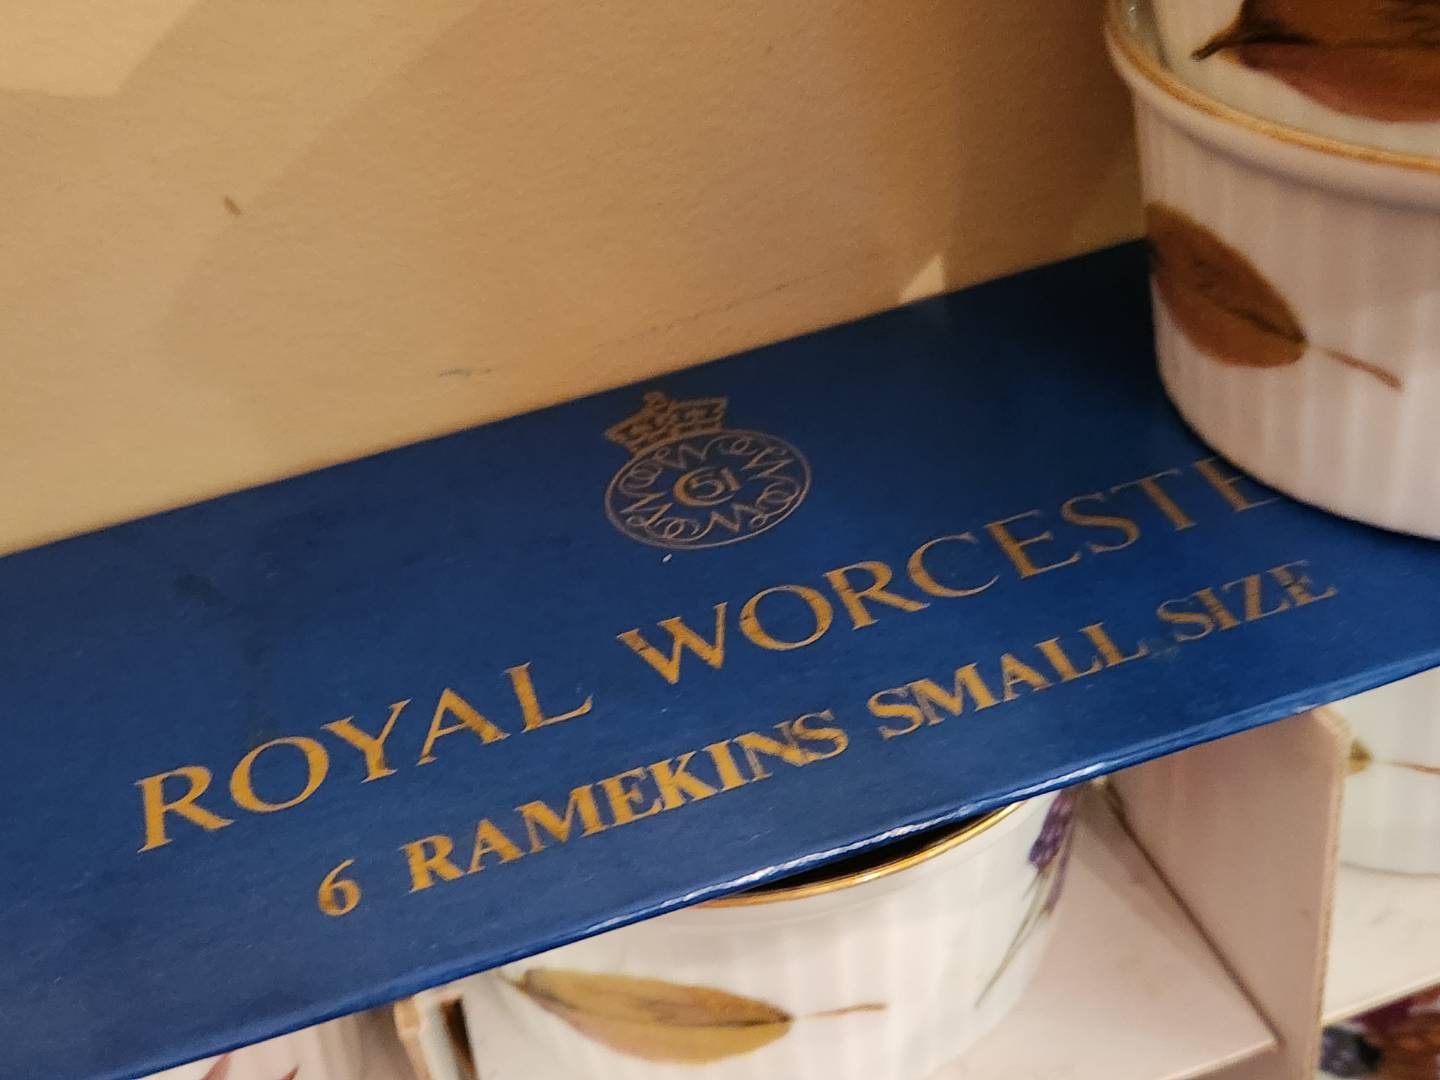 51
ROYAL WORCESTE
6 RAMEKINS SMALL SIZE